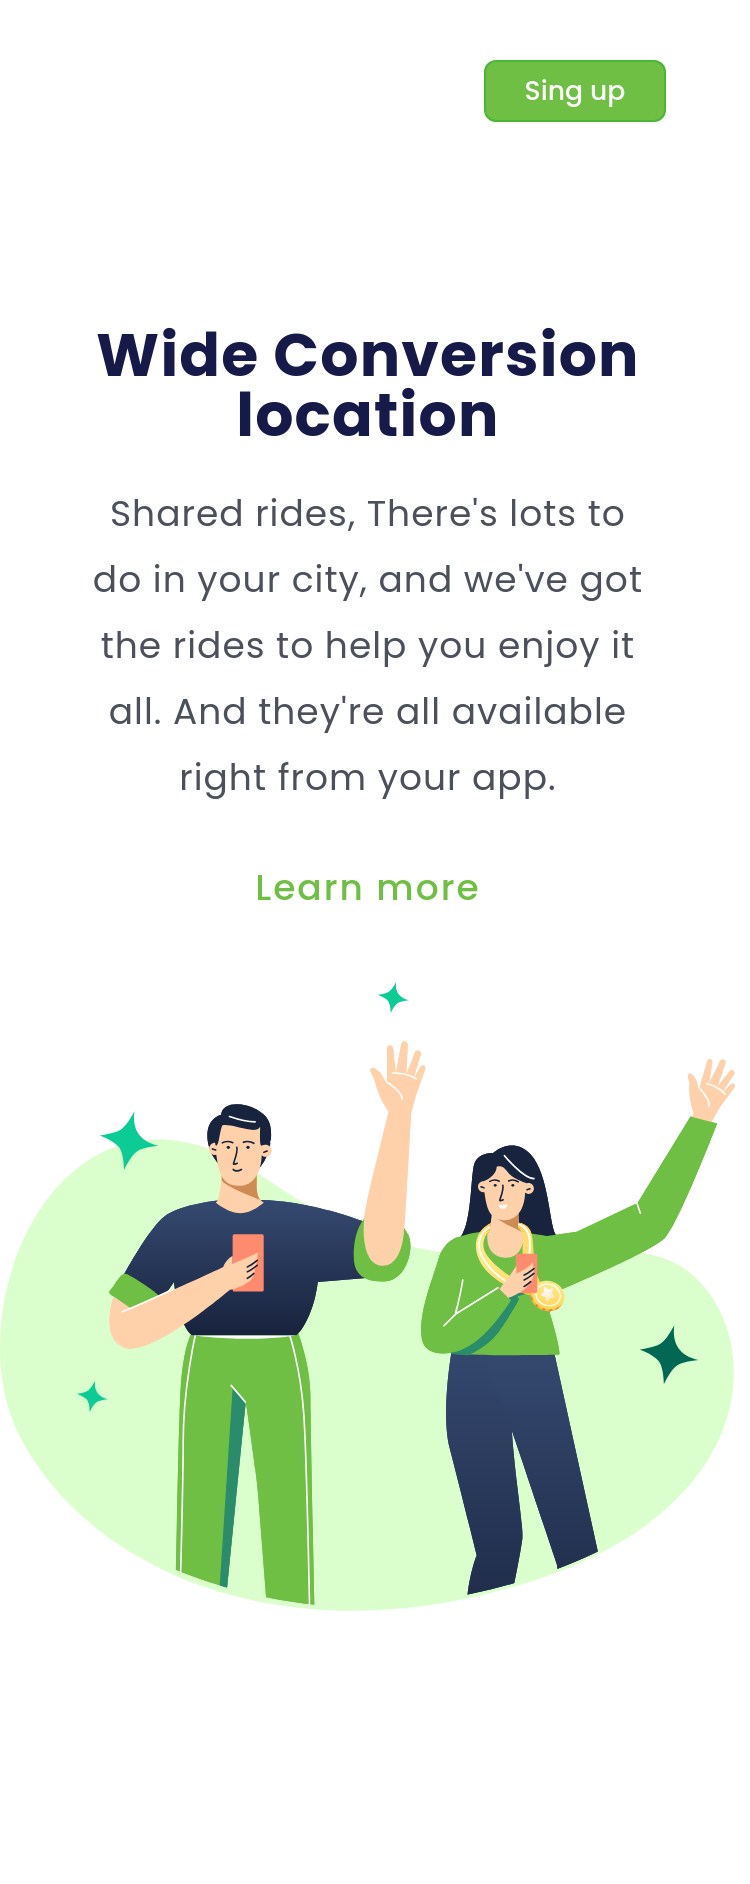 Sing up
Wide Conversion
location
Shared rides, There's lots to
do in your city, and we've got
the rides to help you enjoy it
all. And they're all available
right from your app.
Learn more